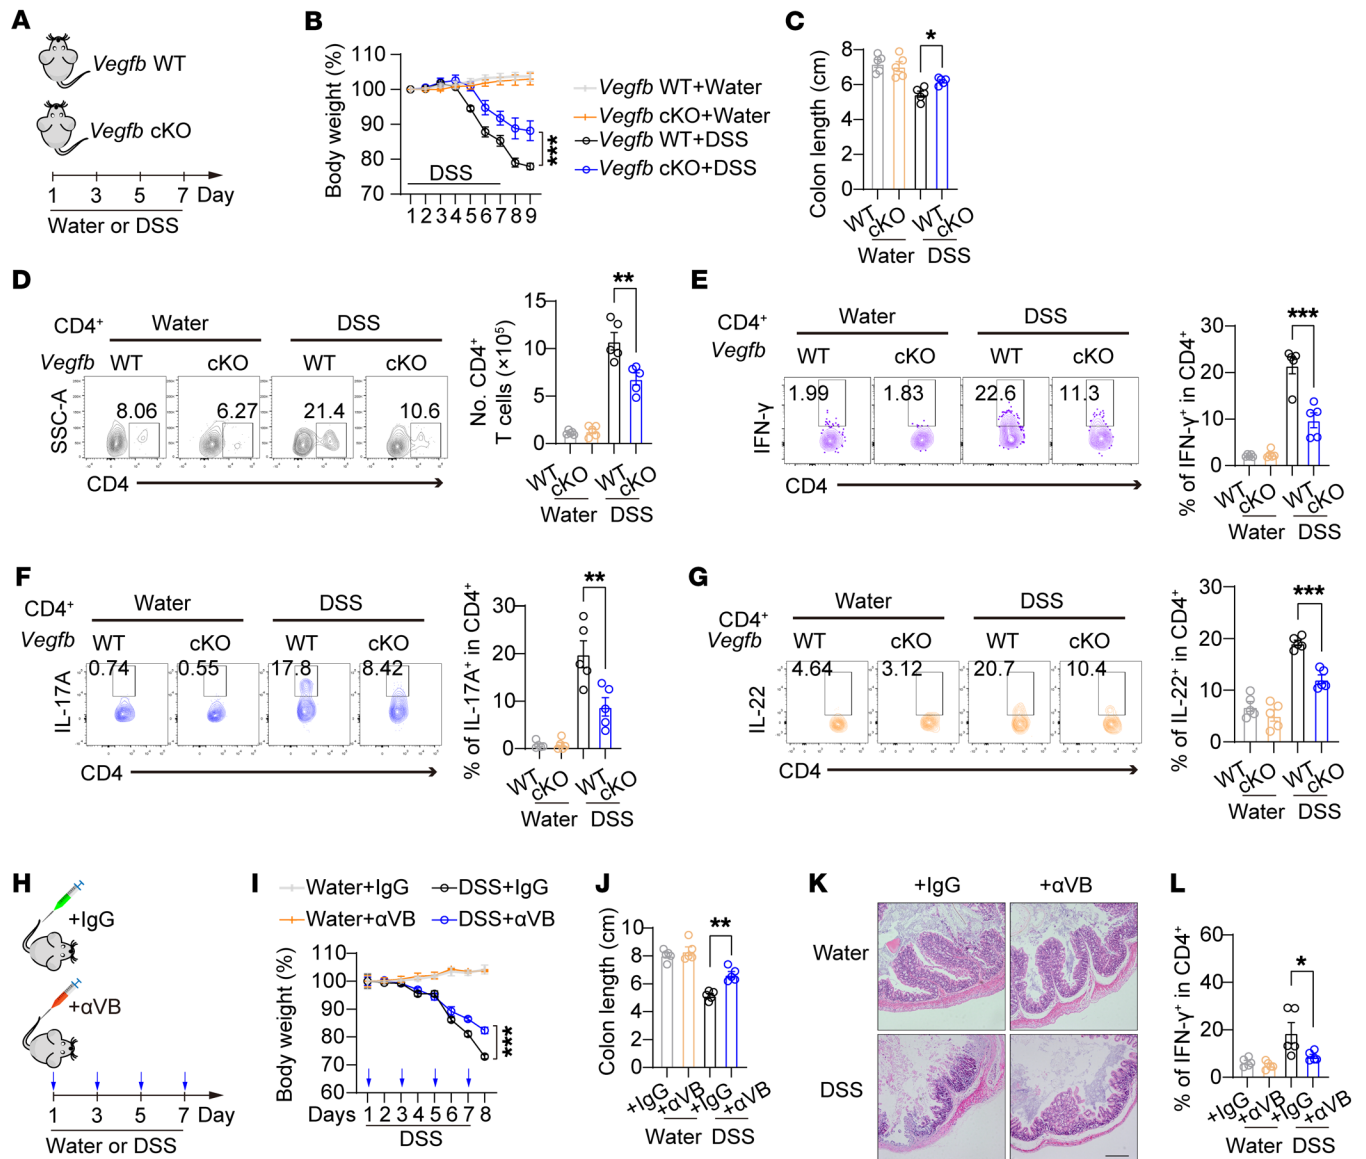 A
Vegfb WT
Vegfb cKO
1 3 5 7 Day
Water or DSS
B
Body weight (%)
110
100
90
80
70
DSS
1 2 3 4 5 6 7 8 9
***
Vegfb WT+Water
Vegfb cKO+Water
Vegfb WT+DSS
Vegfb cKO+DSS
C
Colon length (cm)
8
6
4
2
0
*
WT cKO WT cKO
Water DSS
D
CD4+ Water DSS
Vegfb WT cKO WT cKO
SSC-A
8.06 6.27 21.4 10.6
CD4
No. CD4+
T cells (×10⁵)
15
10
5
0
**
WT cKO WT cKO
Water DSS
E
CD4+ Water DSS
Vegfb WT cKO WT cKO
IFN-γ
1.99 1.83 22.6 11.3
CD4
% of IFN-γ+ in CD4+
30
20
10
0
***
WT cKO WT cKO
Water DSS
F
CD4+ Water DSS
Vegfb WT cKO WT cKO
IL-17A
0.74 0.55 17.8 8.42
CD4
% of IL-17A+ in CD4+
30
20
10
0
**
WT cKO WT cKO
Water DSS
G
CD4+ Water DSS
Vegfb WT cKO WT cKO
IL-22
4.64 3.12 20.7 10.4
CD4
% of IL-22+ in CD4+
30
20
10
0
***
WT cKO WT cKO
Water DSS
H
+IgG
+αVB
1 3 5 7 Day
Water or DSS
I
Water+IgG DSS+IgG
Water+αVB DSS+αVB
Body weight (%)
110
100
90
80
70
60
***
Days 1 2 3 4 5 6 7 8
DSS
J
Colon length (cm)
10
8
6
4
2
0
**
+IgG +αVB +IgG +αVB
Water DSS
K
+IgG +αVB
Water
DSS
L
% of IFN-γ+ in CD4+
60
40
20
0
*
+IgG +αVB +IgG +αVB
Water DSS